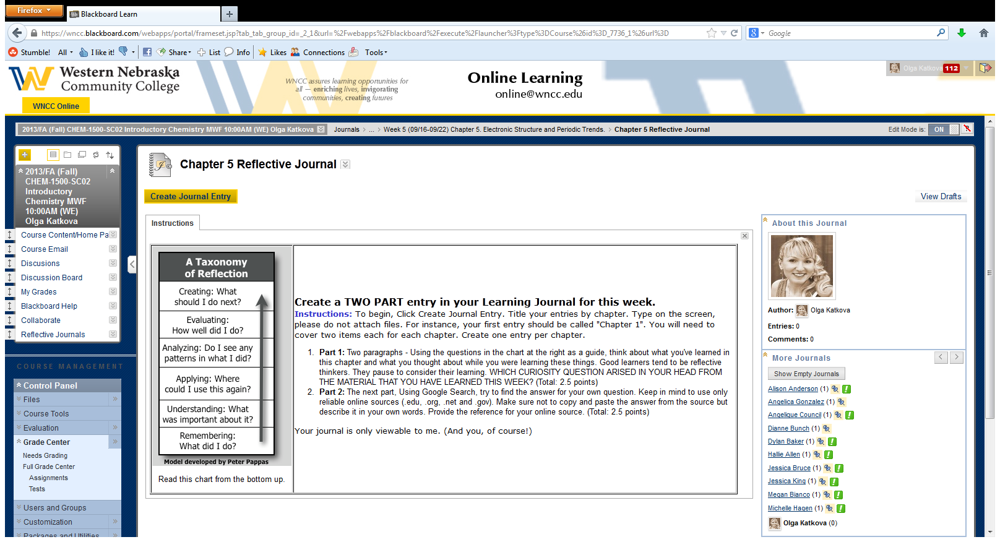 Firefox
Blackboard Learn
https://wncc.blackboard.com/webapps/portal/frameset.jsp?tab_tab_group_id=_2_1&url=%2Fwebapps%2Fblackboard%2Fexecute%2Flauncher%3Ftype%3DCourse%26id%3D_7736_1%26url%3D
Google
Stumble! All I like it! Share List Info Likes Connections Tools
Western Nebraska
Community College
WNCC assures learning opportunities for
all — enriching lives, invigorating
communities, creating futures
Online Learning
online@wncc.edu
Olga Katkova 112
WNCC Online
2013/FA (Fall) CHEM-1500-SC02 Introductory Chemistry MWF 10:00AM (WE) Olga Katkova Journals > ... > Week 5 (09/16-09/22) Chapter 5. Electronic Structure and Periodic Trends. > Chapter 5 Reflective Journal Edit Mode is: ON
2013/FA (Fall)
CHEM-1500-SC02
Introductory
Chemistry MWF
10:00AM (WE)
Olga Katkova
Course Content/Home Pa
Course Email
Discusions
Discussion Board
My Grades
Blackboard Help
Collaborate
Reflective Journals
COURSE MANAGEMENT
Control Panel
Files
Course Tools
Evaluation
Grade Center
Needs Grading
Full Grade Center
Assignments
Tests
Users and Groups
Customization
Packages and Utilities
Chapter 5 Reflective Journal
Create Journal Entry
View Drafts
Instructions
A Taxonomy
of Reflection
Creating: What
should I do next?
Evaluating:
How well did I do?
Analyzing: Do I see any
patterns in what I did?
Applying: Where
could I use this again?
Understanding: What
was important about it?
Remembering:
What did I do?
Model developed by Peter Pappas
Read this chart from the bottom up.
Create a TWO PART entry in your Learning Journal for this week.
Instructions: To begin, Click Create Journal Entry. Title your entries by chapter. Type on the screen,
please do not attach files. For instance, your first entry should be called "Chapter 1". You will need to
cover two items each for each chapter. Create one entry per chapter.
1. Part 1: Two paragraphs - Using the questions in the chart at the right as a guide, think about what you've learned in
this chapter and what you thought about while you were learning these things. Good learners tend to be reflective
thinkers. They pause to consider their learning. WHICH CURIOSITY QUESTION ARISED IN YOUR HEAD FROM
THE MATERIAL THAT YOU HAVE LEARNED THIS WEEK? (Total: 2.5 points)
2. Part 2: The next part, Using Google Search, try to find the answer for your own question. Keep in mind to use only
reliable online sources (.edu, .org, .net and .gov). Make sure not to copy and paste the answer from the source but
describe it in your own words. Provide the reference for your online source. (Total: 2.5 points)
Your journal is only viewable to me. (And you, of course!)
About this Journal
Author: Olga Katkova
Entries: 0
Comments: 0
More Journals
Show Empty Journals
Alison Anderson (1)
Angelica Gonzalez (1)
Angelique Council (1)
Dianne Bunch (1)
Dylan Baker (1)
Hallie Allen (1)
Jessica Bruce (1)
Jessica King (1)
Megan Bianco (1)
Michelle Hagen (1)
Olga Katkova (0)